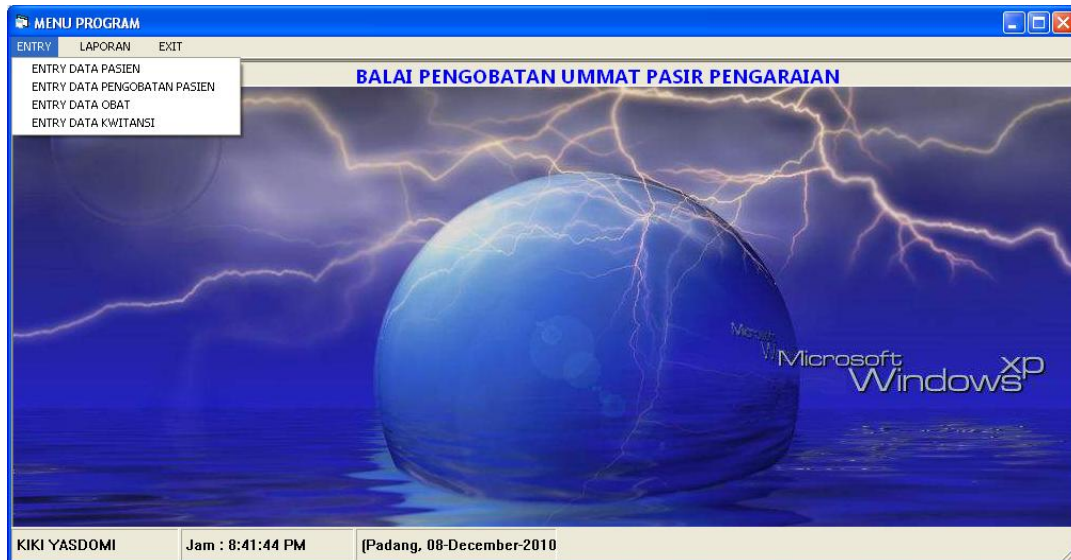 MENU PROGRAM
ENTRY LAPORAN EXIT
ENTRY DATA PASIEN
ENTRY DATA PENGOBATAN PASIEN
ENTRY DATA OBAT
ENTRY DATA KWITANSI
BALAI PENGOBATAN UMMAT PASIR PENGARAIAN
Microsoft
W
Microsoft
Windows xp
KIKI YASDOMI Jam : 8:41:44 PM (Padang, 08-December-2010